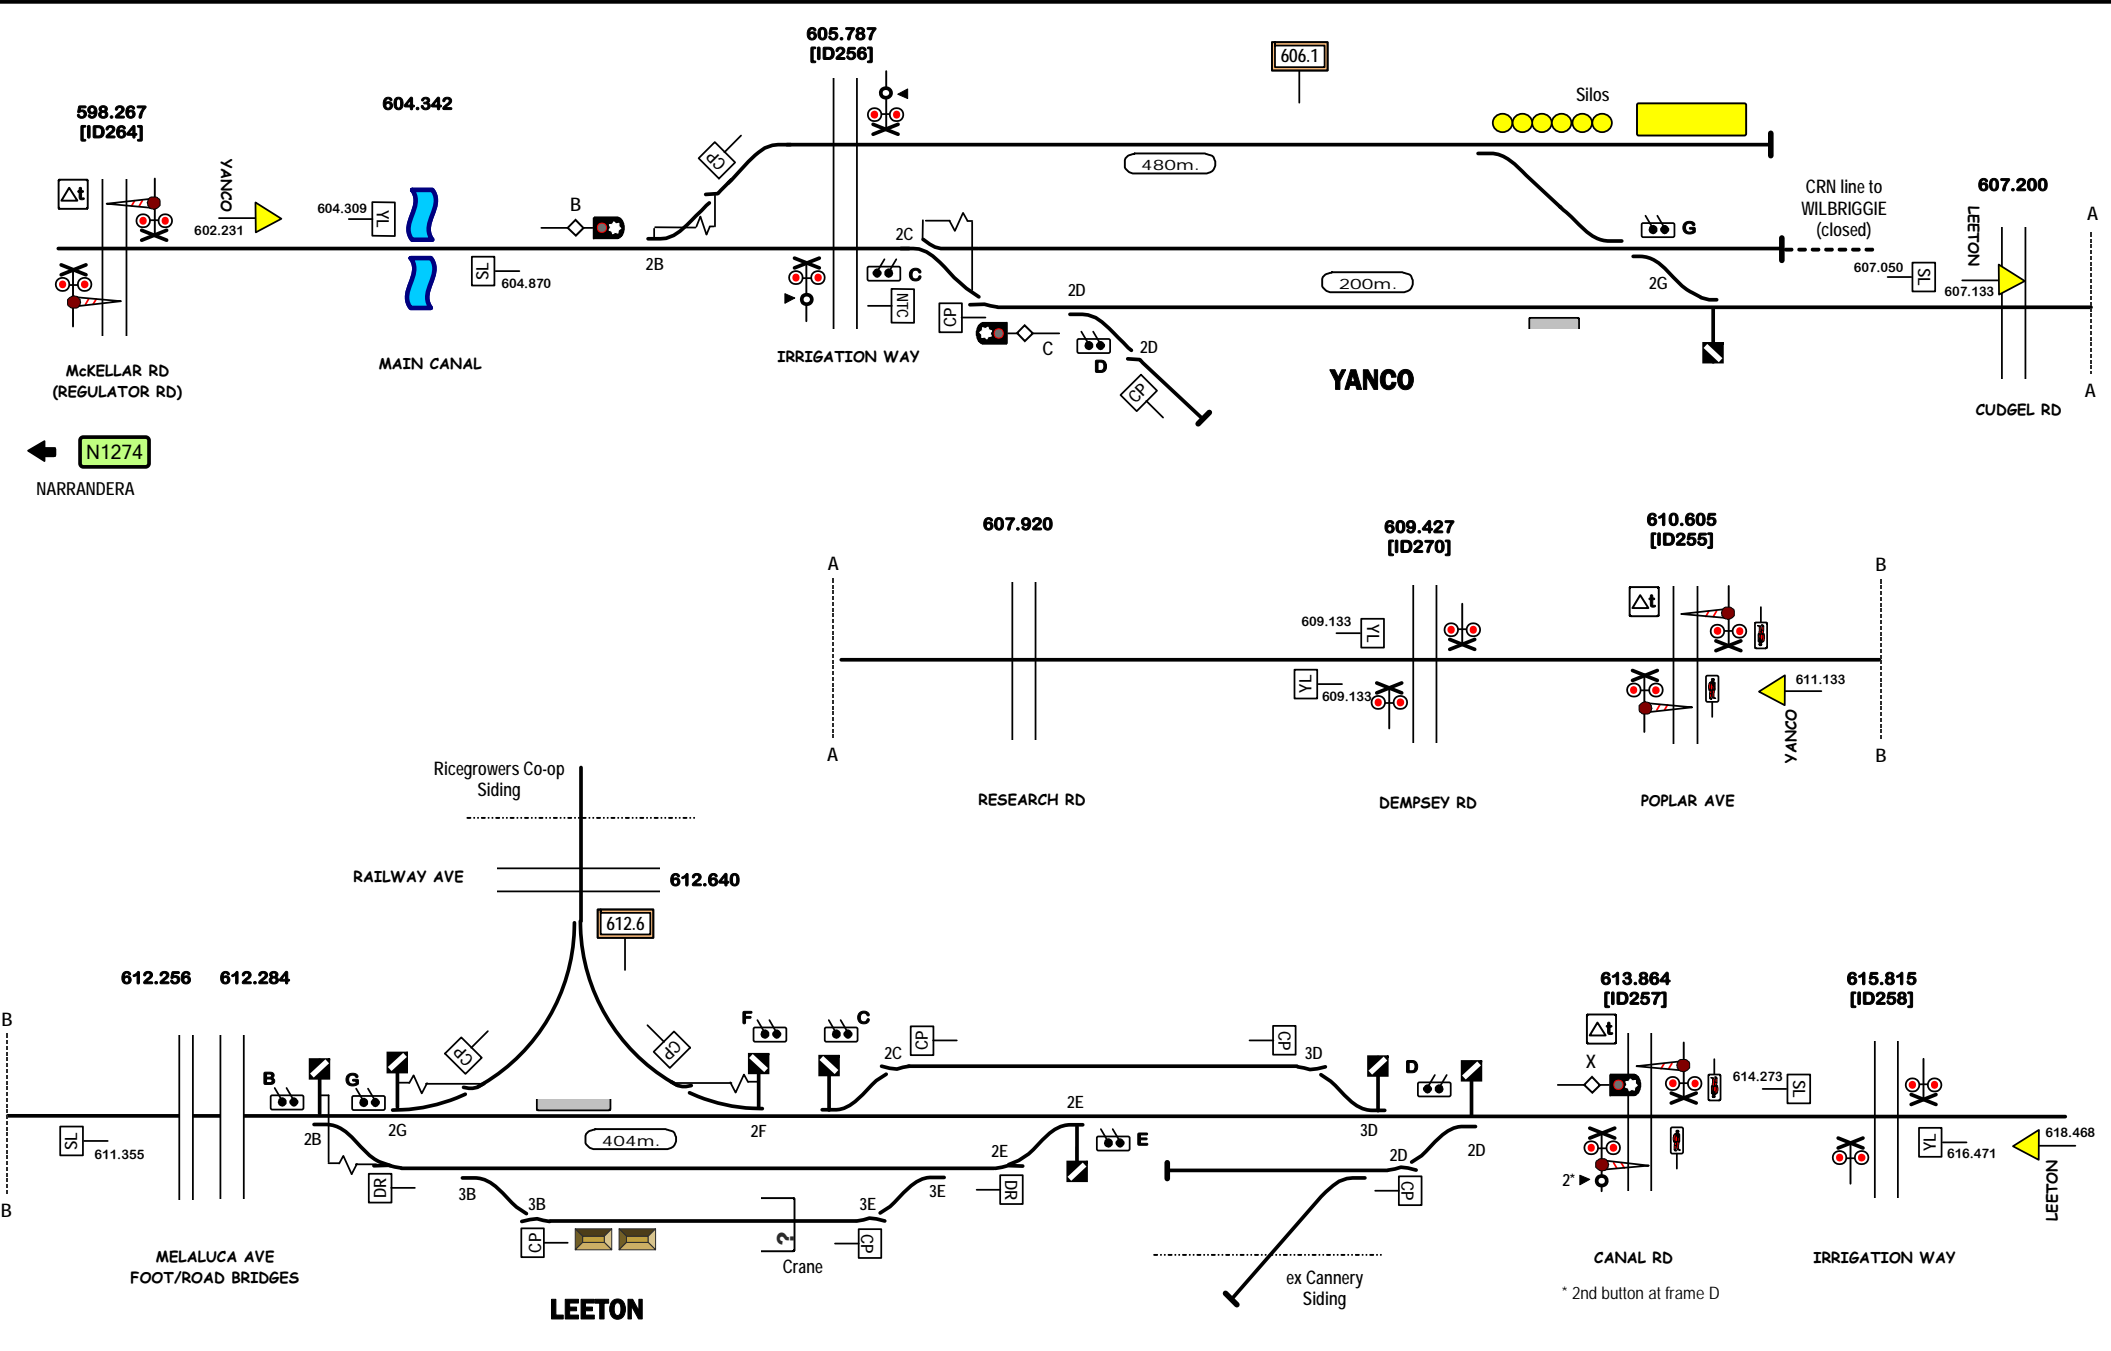 605.787
[ID256]
606.1
598.267
[ID264]
604.342
Silos
480m.
CP
Δt
YANCO
602.231
604.309
YL
B
CRN line to
WILBRIGGIE
(closed)
607.200
A
2B
2C
C
G
SL
604.870
NTC
CP
2D
200m.
2G
607.050
SL
LEETON
607.133
C
D
2D
CP
McKELLAR RD
(REGULATOR RD)
MAIN CANAL
IRRIGATION WAY
YANCO
CUDGEL RD
A
N1274
NARRANDERA
607.920
609.427
[ID270]
610.605
[ID255]
A
B
Δt
609.133
YL
YL
609.133
611.133
YANCO
A
B
RESEARCH RD
DEMPSEY RD
POPLAR AVE
Ricegrowers Co-op
Siding
RAILWAY AVE
612.640
612.6
612.256
612.284
613.864
[ID257]
615.815
[ID258]
B
B
G
CP
CP
F
C
2C
CP
CP
3D
D
Δt
X
614.273
SL
SL
611.355
2B
2G
404m.
2F
2E
E
3D
2D
2D
YL
616.471
618.468
LEETON
DR
3B
3B
2E
DR
3E
3E
CP
2*
B
CP
CP
?
Crane
MELALUCA AVE
FOOT/ROAD BRIDGES
LEETON
ex Cannery
Siding
CANAL RD
IRRIGATION WAY
* 2nd button at frame D